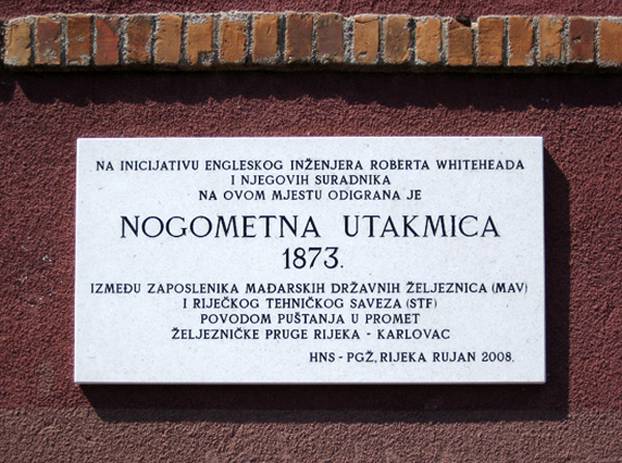 NA INICIJATIVU ENGLESKOG INŽENJERA ROBERTA WHITEHEADA
I NJEGOVIH SURADNIKA
NA OVOM MJESTU ODIGRANA JE
NOGOMETNA UTAKMICA
1873.
IZMEĐU ZAPOSLENIKA MAĐARSKIH DRŽAVNIH ŽELJEZNICA (MAV)
I RIJEČKOG TEHNIČKOG SAVEZA (STF)
POVODOM PUŠTANJA U PROMET
ŽELJEZNIČKE PRUGE RIJEKA - KARLOVAC
HNS - PGŽ, RIJEKA RUJAN 2008.